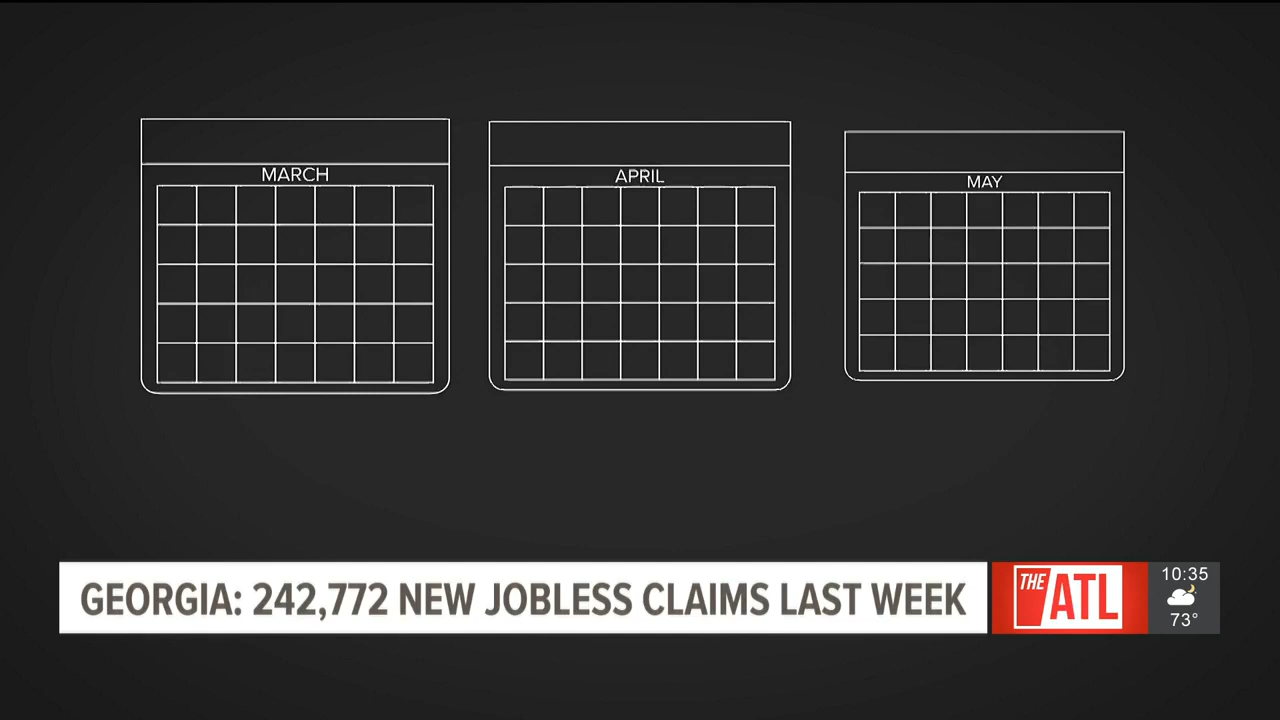 MARCH
APRIL
MAY
GEORGIA: 242,772 NEW JOBLESS CLAIMS LAST WEEK
THE ATL
10:35
73°